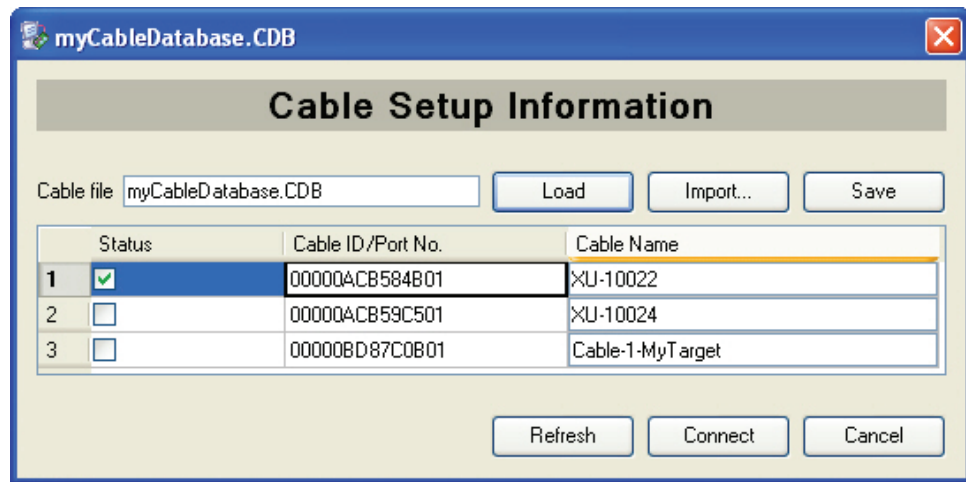 myCableDatabase.CDB
Cable Setup Information
Cable file myCableDatabase.CDB Load Import... Save
Status Cable ID/Port No. Cable Name
1 00000ACB584B01 XU-10022
2 00000ACB59C501 XU-10024
3 00000BD87C0B01 Cable-1-MyTarget
Refresh Connect Cancel